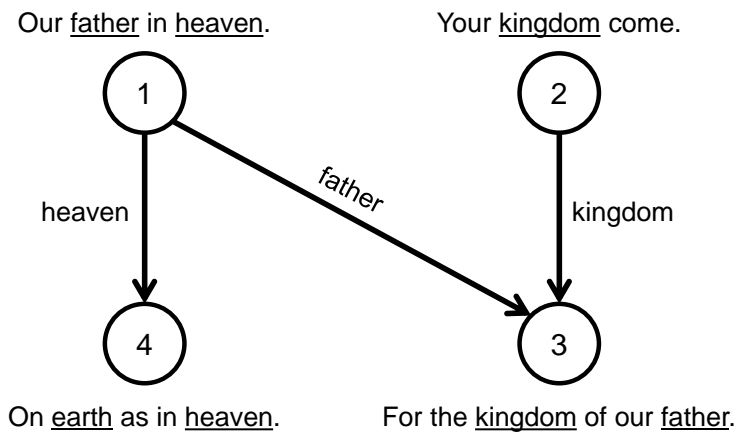 Our father in heaven.
Your kingdom come.
1
2
father
heaven
kingdom
4
3
On earth as in heaven.
For the kingdom of our father.